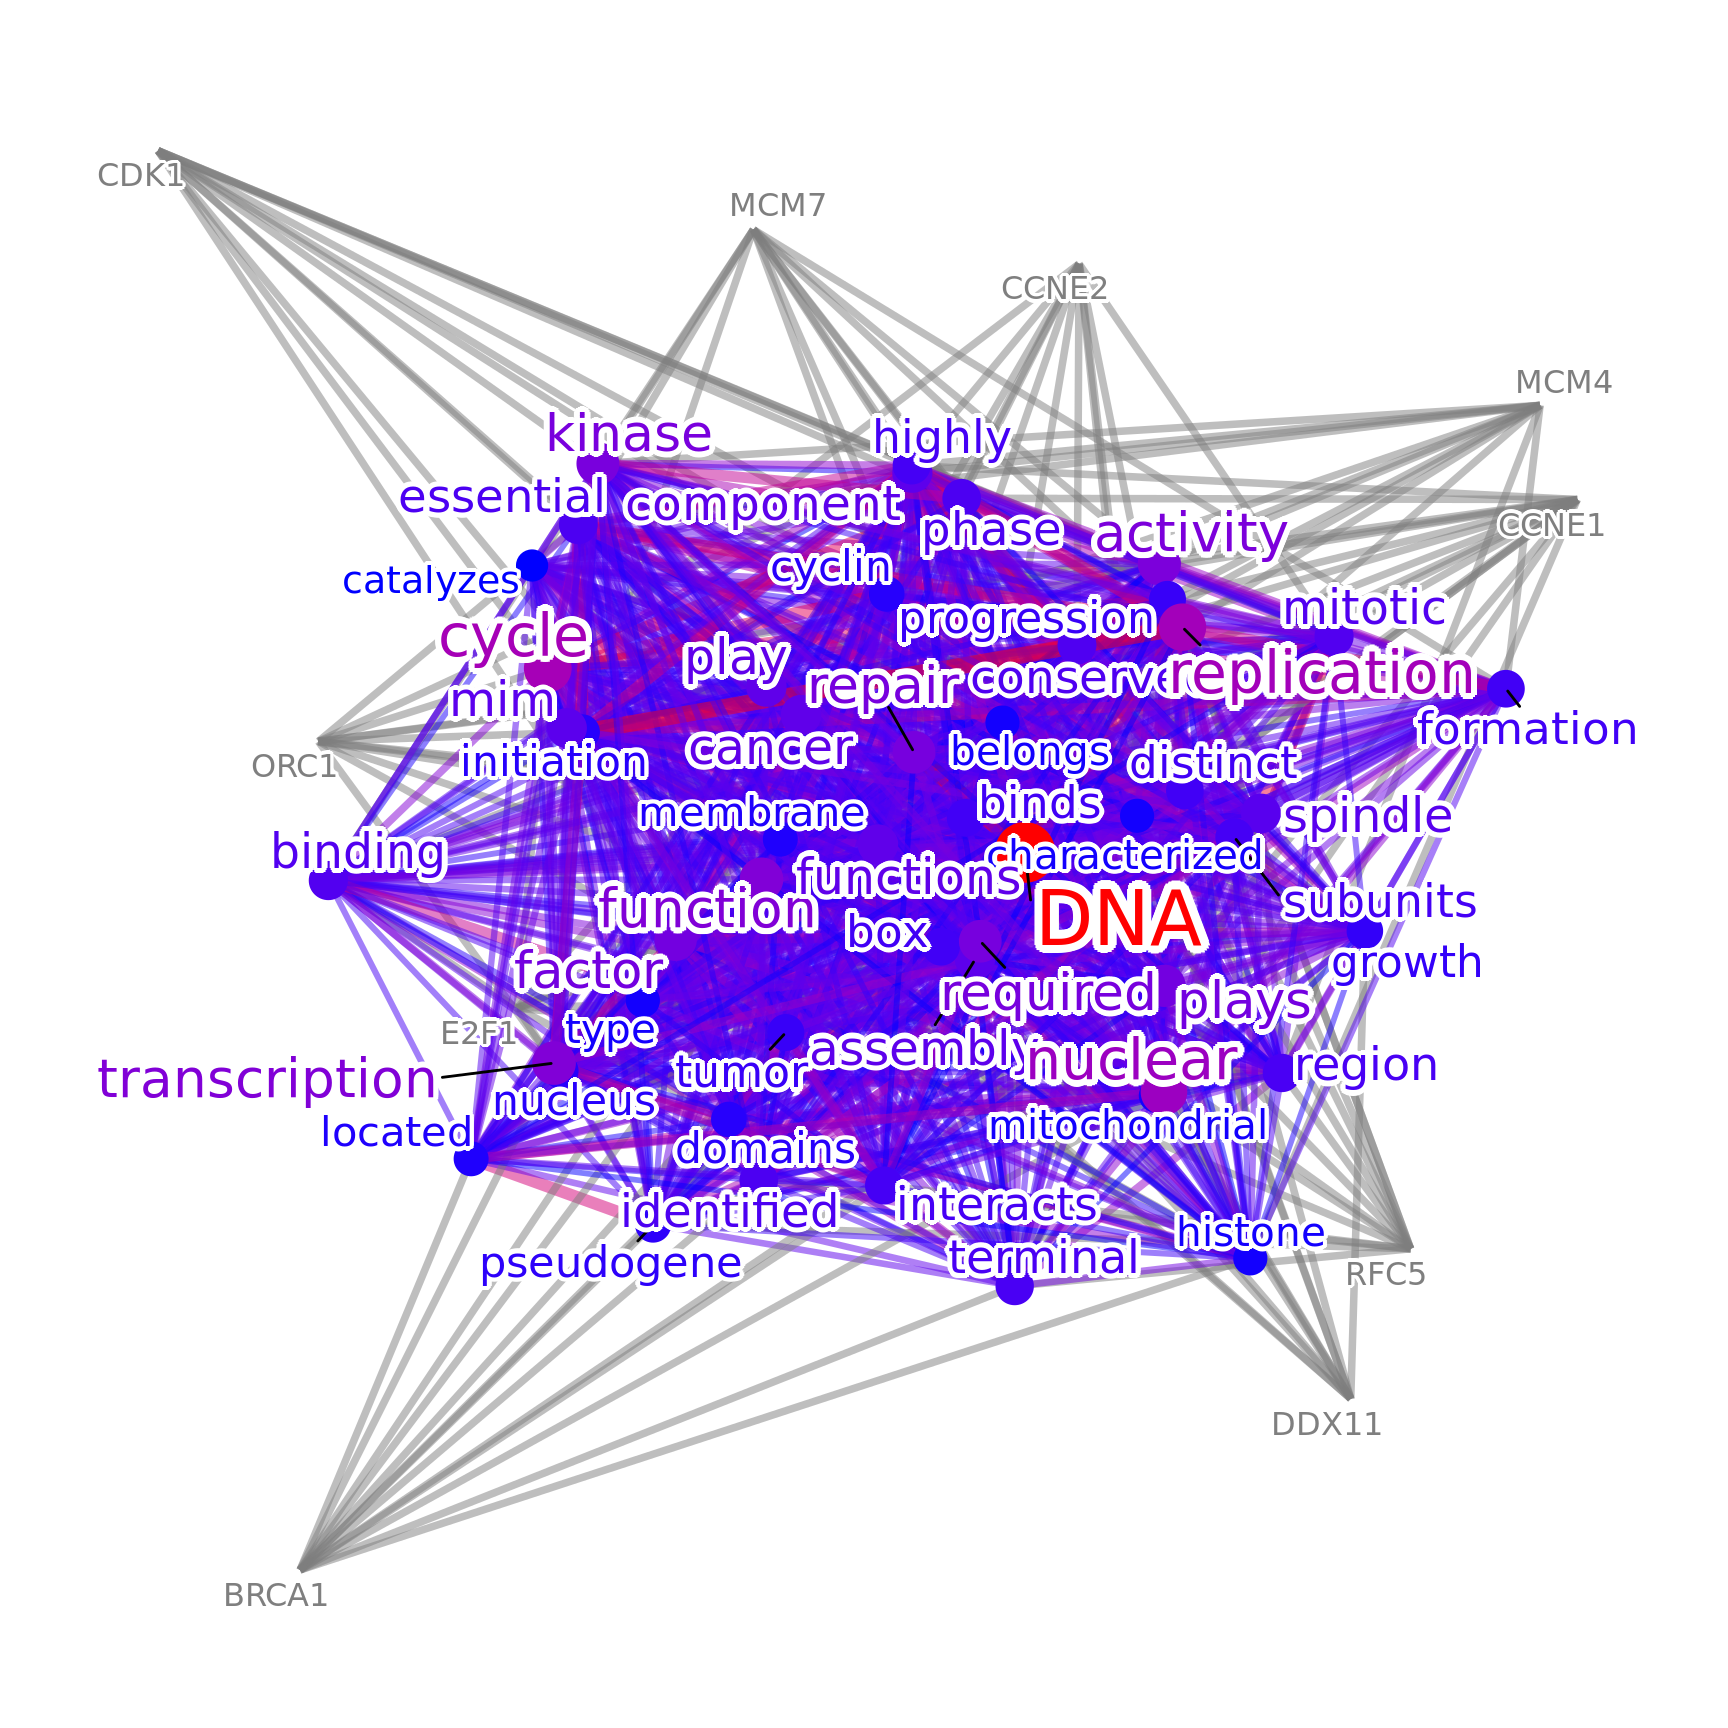 CDK1
MCM7
CCNE2
MCM4
kinase
highly
essential
component
phase
activity
CCNE1
cyclin
catalyzes
progression
mitotic
cycle
play
repair
conserve
replication
mim
formation
cancer
initiation
belongs
distinct
ORC1
membrane
binds
spindle
binding
characterized
functions
function
box
DNA
subunits
growth
factor
required
plays
E2F1
type
transcription
tumor
assembly
nuclear
region
nucleus
located
mitochondrial
domains
identified
interacts
histone
pseudogene
terminal
RFC5
DDX11
BRCA1